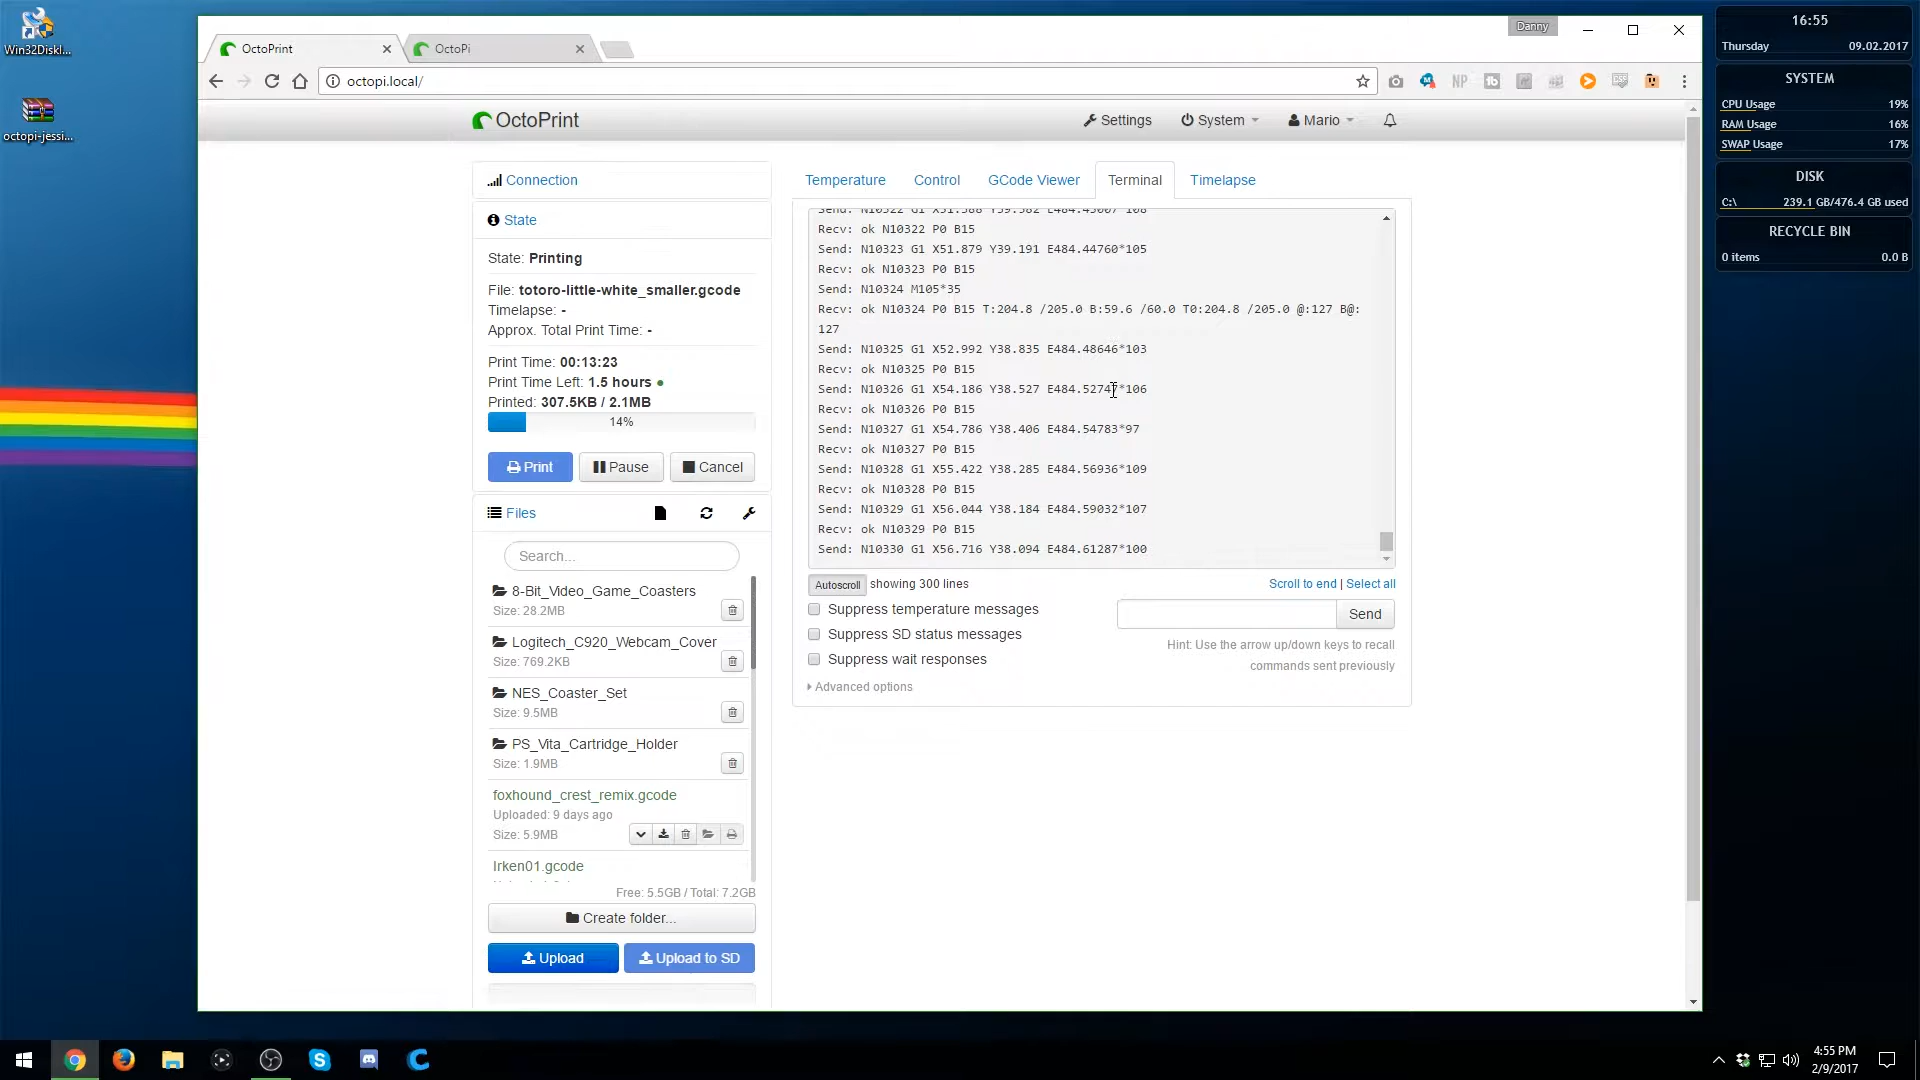 Win32DiskI...
octopi-jessi...
Danny
OctoPrint
OctoPi
octopi.local/
OctoPrint
Settings
System
Mario
Connection
State
State: Printing
File: totoro-little-white_smaller.gcode
Timelapse: -
Approx. Total Print Time: -
Print Time: 00:13:23
Print Time Left: 1.5 hours
Printed: 307.5KB / 2.1MB
14%
Print
Pause
Cancel
Files
Search...
8-Bit_Video_Game_Coasters
Size: 28.2MB
Logitech_C920_Webcam_Cover
Size: 769.2KB
NES_Coaster_Set
Size: 9.5MB
PS_Vita_Cartridge_Holder
Size: 1.9MB
foxhound_crest_remix.gcode
Uploaded: 9 days ago
Size: 5.9MB
Irken01.gcode
Free: 5.5GB / Total: 7.2GB
Create folder...
Upload
Upload to SD
Temperature
Control
GCode Viewer
Terminal
Timelapse
Recv: ok N10322 P0 B15
Send: N10323 G1 X51.879 Y39.191 E484.44760*105
Recv: ok N10323 P0 B15
Send: N10324 M105*35
Recv: ok N10324 P0 B15 T:204.8 /205.0 B:59.6 /60.0 T0:204.8 /205.0 @:127 B@:
127
Send: N10325 G1 X52.992 Y38.835 E484.48646*103
Recv: ok N10325 P0 B15
Send: N10326 G1 X54.186 Y38.527 E484.52747*106
Recv: ok N10326 P0 B15
Send: N10327 G1 X54.786 Y38.406 E484.54783*97
Recv: ok N10327 P0 B15
Send: N10328 G1 X55.422 Y38.285 E484.56936*109
Recv: ok N10328 P0 B15
Send: N10329 G1 X56.044 Y38.184 E484.59032*107
Recv: ok N10329 P0 B15
Send: N10330 G1 X56.716 Y38.094 E484.61287*100
Autoscroll showing 300 lines
Scroll to end | Select all
Suppress temperature messages
Suppress SD status messages
Suppress wait responses
Advanced options
Send
Hint: Use the arrow up/down keys to recall
commands sent previously
16:55
Thursday 09.02.2017
SYSTEM
CPU Usage 19%
RAM Usage 16%
SWAP Usage 17%
DISK
C:\ 239.1 GB/476.4 GB used
RECYCLE BIN
0 items 0.0 B
4:55 PM
2/9/2017